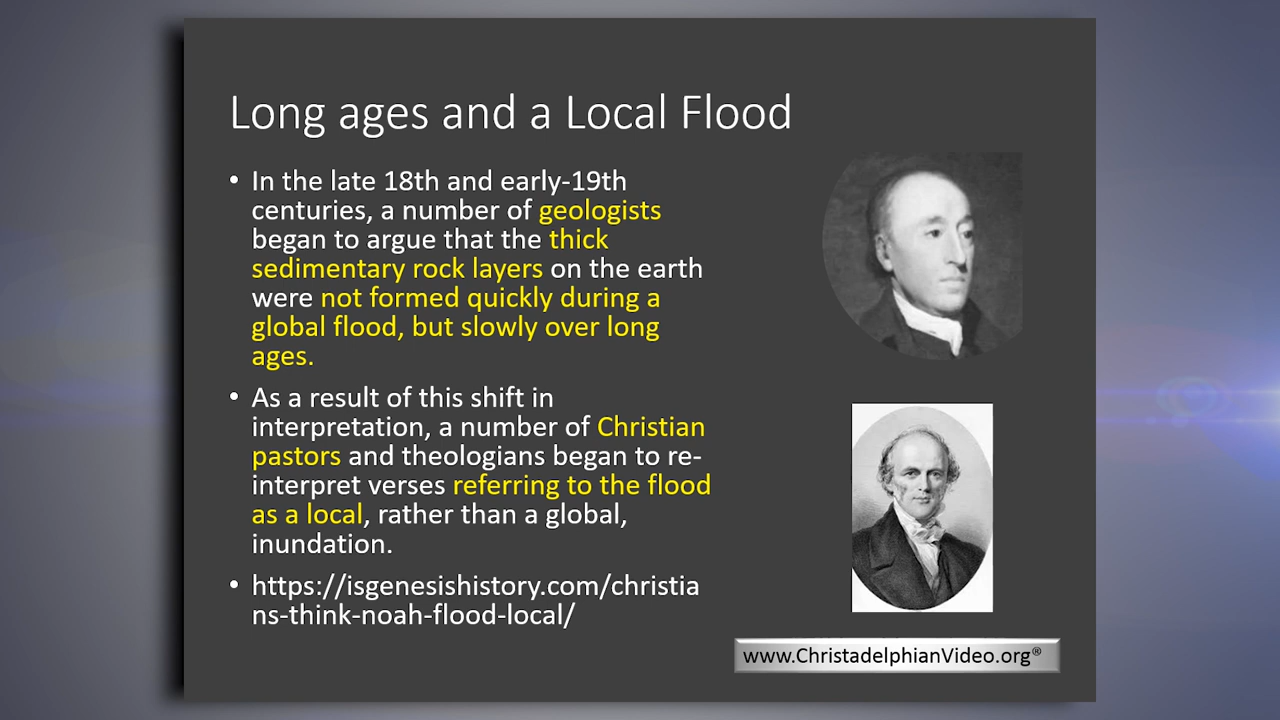 Long ages and a Local Flood
• In the late 18th and early-19th
centuries, a number of geologists
began to argue that the thick
sedimentary rock layers on the earth
were not formed quickly during a
global flood, but slowly over long
ages.
• As a result of this shift in
interpretation, a number of Christian
pastors and theologians began to re-
interpret verses referring to the flood
as a local, rather than a global,
inundation.
• https://isgenesishistory.com/christia
ns-think-noah-flood-local/
www.ChristadelphianVideo.org®